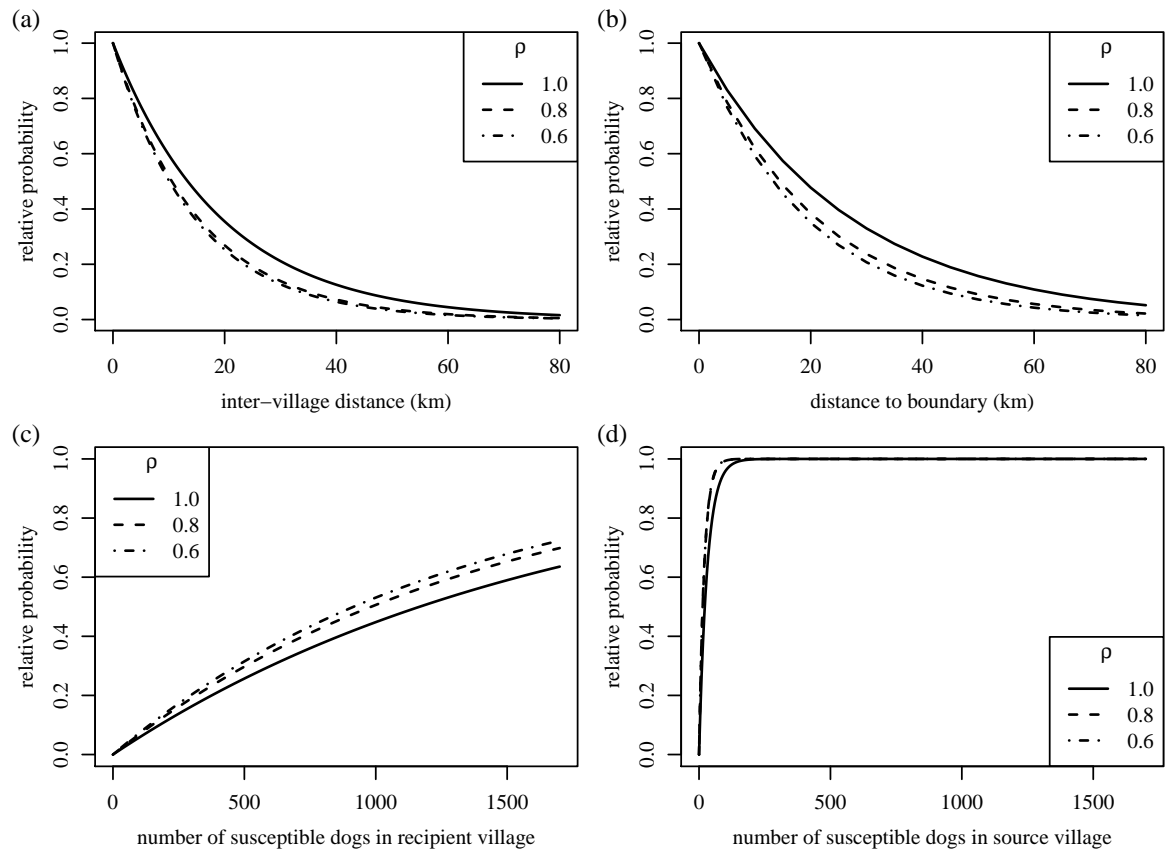 (a)
relative probability
0.0 0.2 0.4 0.6 0.8 1.0
0 20 40 60 80
inter−village distance (km)
ρ
1.0
0.8
0.6
(b)
relative probability
0.0 0.2 0.4 0.6 0.8 1.0
0 20 40 60 80
distance to boundary (km)
ρ
1.0
0.8
0.6
(c)
relative probability
0.0 0.2 0.4 0.6 0.8 1.0
0 500 1000 1500
number of susceptible dogs in recipient village
ρ
1.0
0.8
0.6
(d)
relative probability
0.0 0.2 0.4 0.6 0.8 1.0
0 500 1000 1500
number of susceptible dogs in source village
ρ
1.0
0.8
0.6